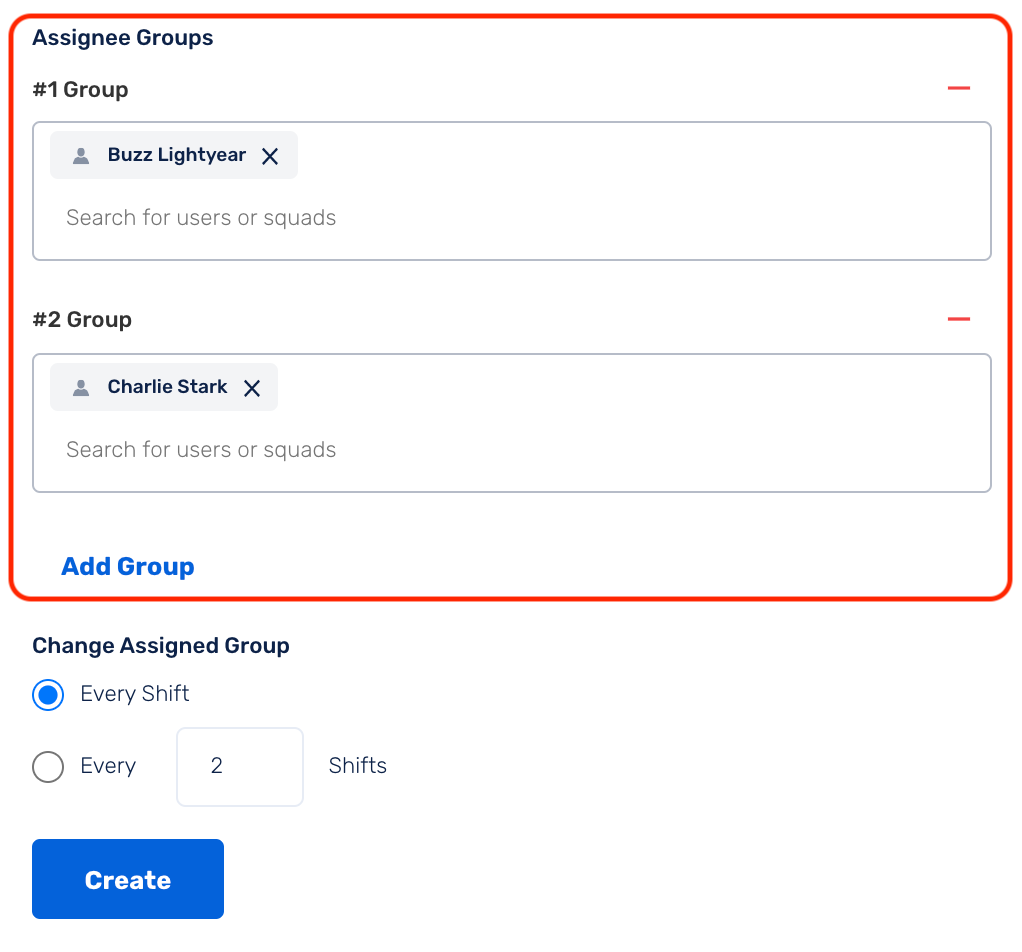 Assignee Groups
#1 Group
Buzz Lightyear
Search for users or squads
#2 Group
Charlie Stark
Search for users or squads
Add Group
Change Assigned Group
Every Shift
Every 2 Shifts
Create